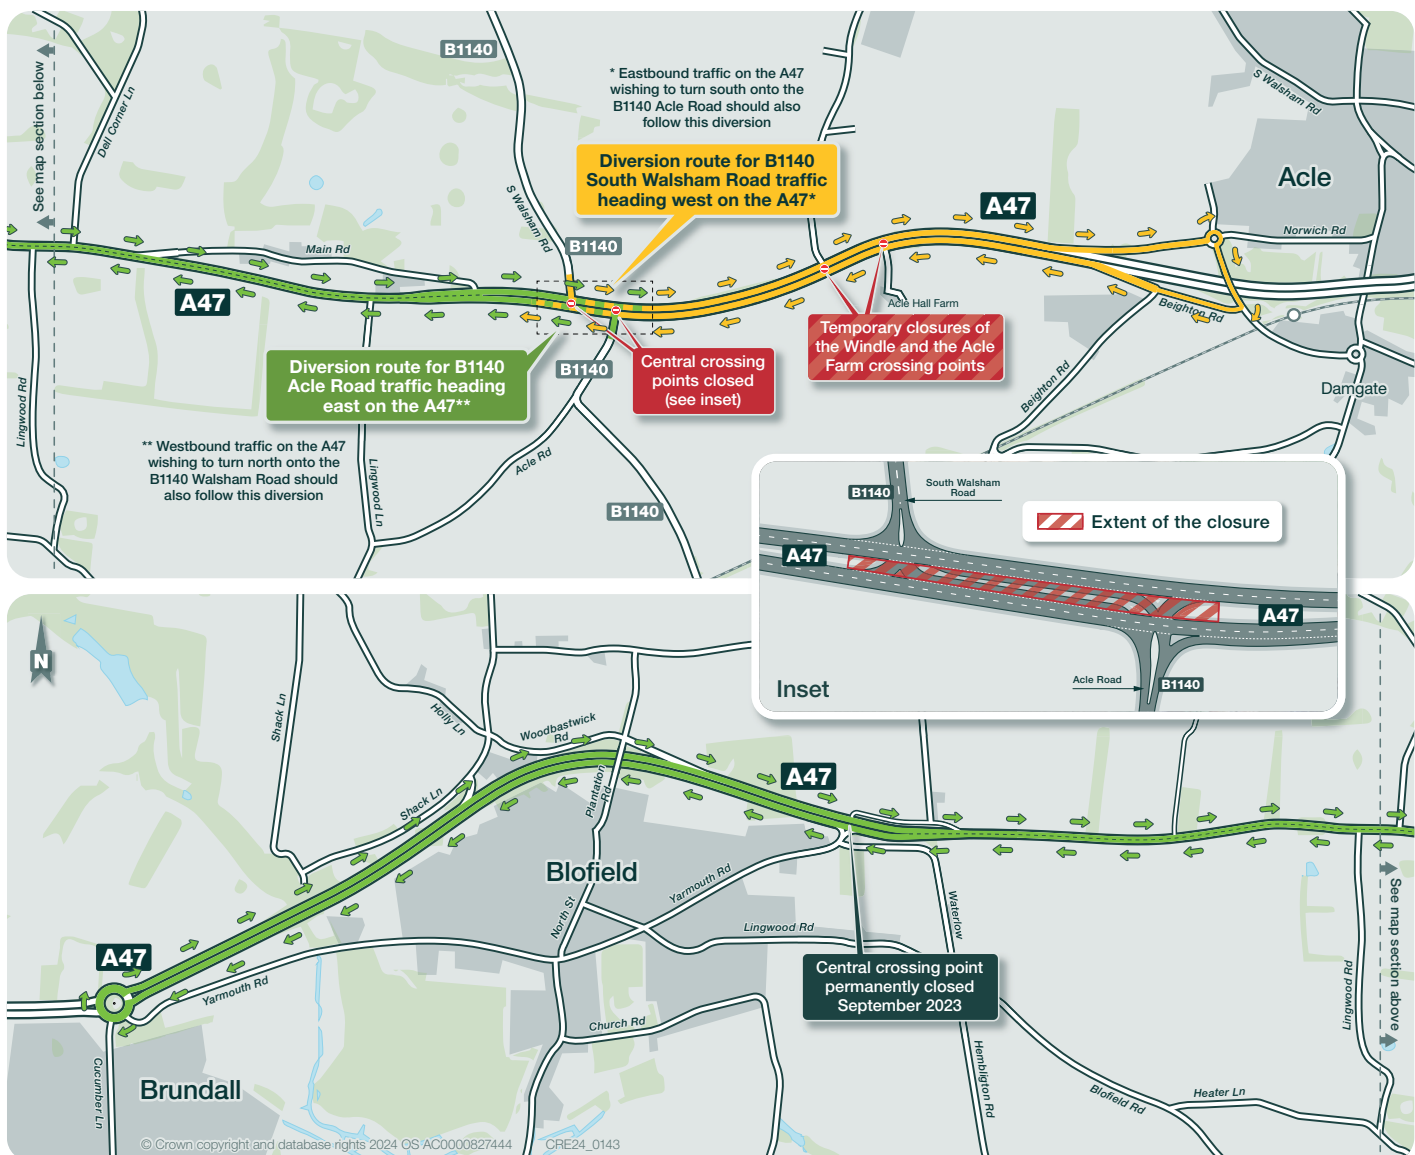 B1140
* Eastbound traffic on the A47
wishing to turn south onto the
B1140 Acle Road should also
follow this diversion
S Walsham Rd
See map section below
Dell Corner Ln
Diversion route for B1140
South Walsham Road traffic
heading west on the A47*
Acle
A47
S Walsham Rd
Norwich Rd
Main Rd
B1140
A47
Acle Hall Farm
Beighton Rd
Temporary closures of
the Windle and the Acle
Farm crossing points
Diversion route for B1140
Acle Road traffic heading
east on the A47**
B1140
Central crossing
points closed
(see inset)
Beighton Rd
Damgate
Lingwood Rd
** Westbound traffic on the A47
wishing to turn north onto the
B1140 Walsham Road should
also follow this diversion
Lingwood Ln
Acle Rd
B1140
B1140
South Walsham
Road
Extent of the closure
A47
A47
Acle Road
B1140
Inset
N
Shack Ln
Holly Ln
Woodbastwick
Rd
Shack Ln
Plantation
Rd
A47
Blofield
Yarmouth Rd
North St
Lingwood Rd
Waterlow
See map section above
A47
Yarmouth Rd
Central crossing point
permanently closed
September 2023
Lingwood Rd
Church Rd
Brundall
Cucumber Ln
Hemblington Rd
Blofield Rd
Heater Ln
© Crown copyright and database rights 2024 OS AC0000827444
CRE24_0143